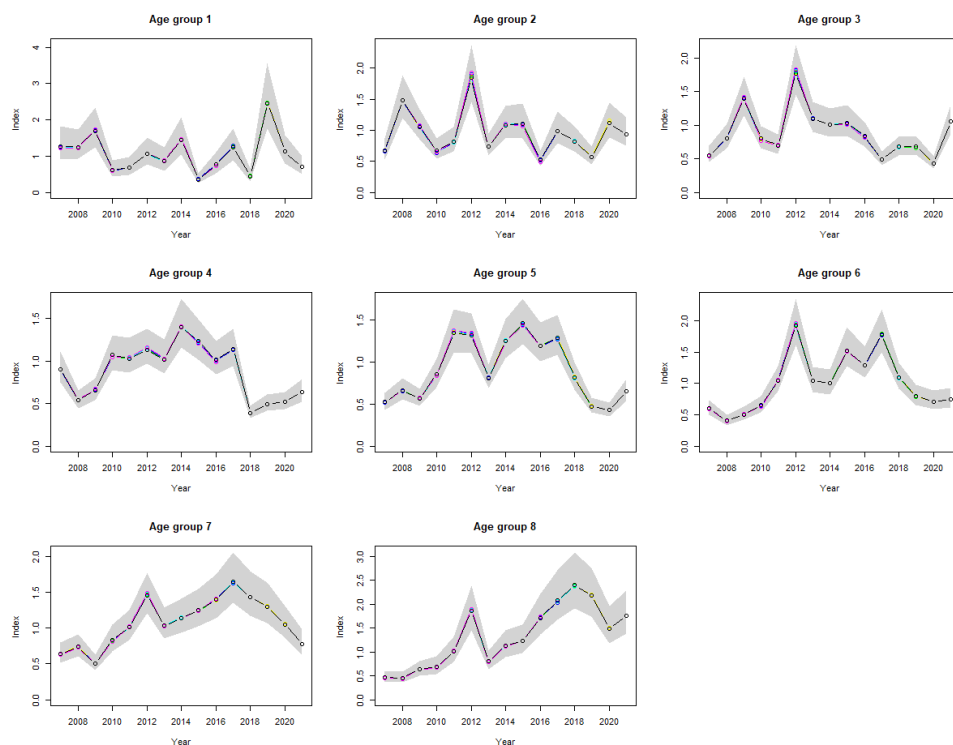 Age group 1
Index
0 1 2 3 4
2008 2010 2012 2014 2016 2018 2020
Year
Age group 2
Index
0.0 0.5 1.0 1.5 2.0
2008 2010 2012 2014 2016 2018 2020
Year
Age group 3
Index
0.0 0.5 1.0 1.5 2.0
2008 2010 2012 2014 2016 2018 2020
Year
Age group 4
Index
0.0 0.5 1.0 1.5
2008 2010 2012 2014 2016 2018 2020
Year
Age group 5
Index
0.0 0.5 1.0 1.5
2008 2010 2012 2014 2016 2018 2020
Year
Age group 6
Index
0.0 0.5 1.0 1.5 2.0
2008 2010 2012 2014 2016 2018 2020
Year
Age group 7
Index
0.0 0.5 1.0 1.5 2.0
2008 2010 2012 2014 2016 2018 2020
Year
Age group 8
Index
0.0 0.5 1.0 1.5 2.0 2.5 3.0
2008 2010 2012 2014 2016 2018 2020
Year